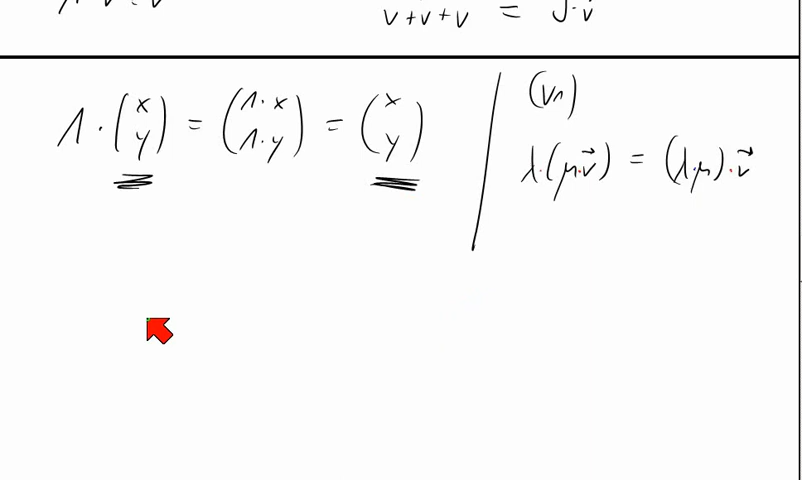 v + v + v = 3·v
1·(x y) = (1·x 1·y) = (x y)
(V1)
λ·(μ·v⃗) = (λ·μ)·v⃗